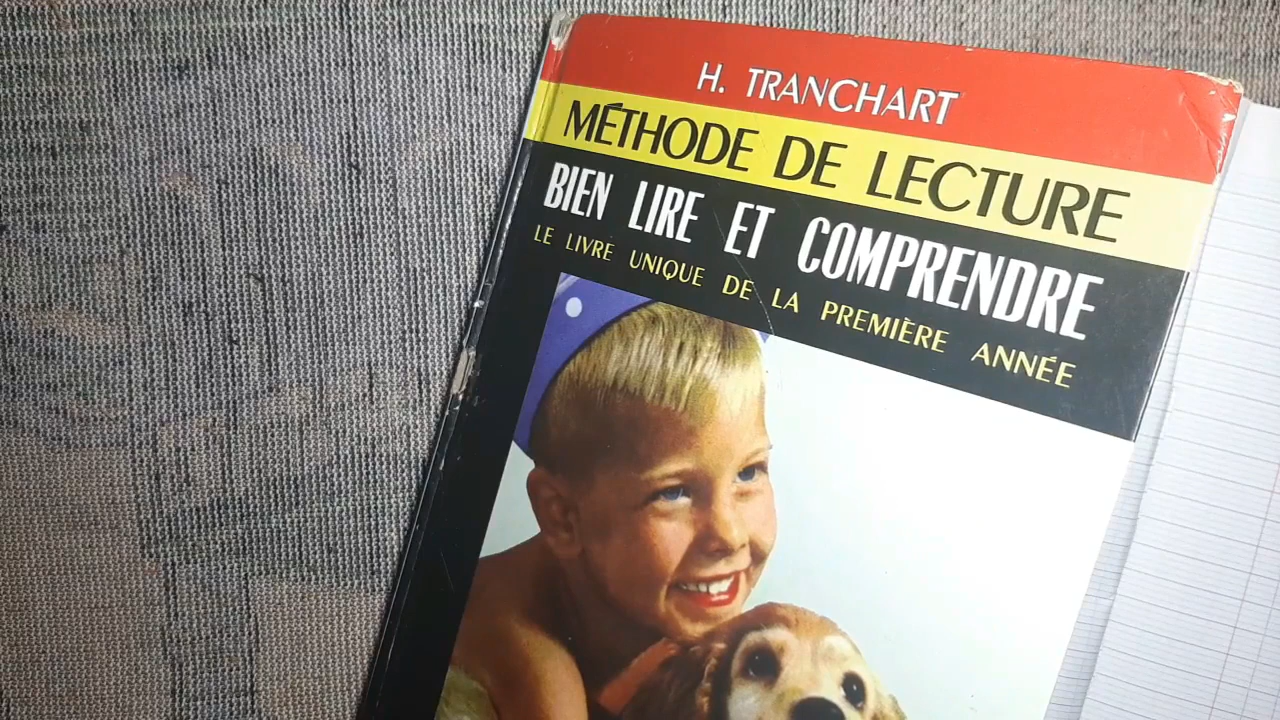 H. TRANCHART
MÉTHODE DE LECTURE
BIEN LIRE ET COMPRENDRE
LE LIVRE UNIQUE DE LA PREMIÈRE ANNÉE